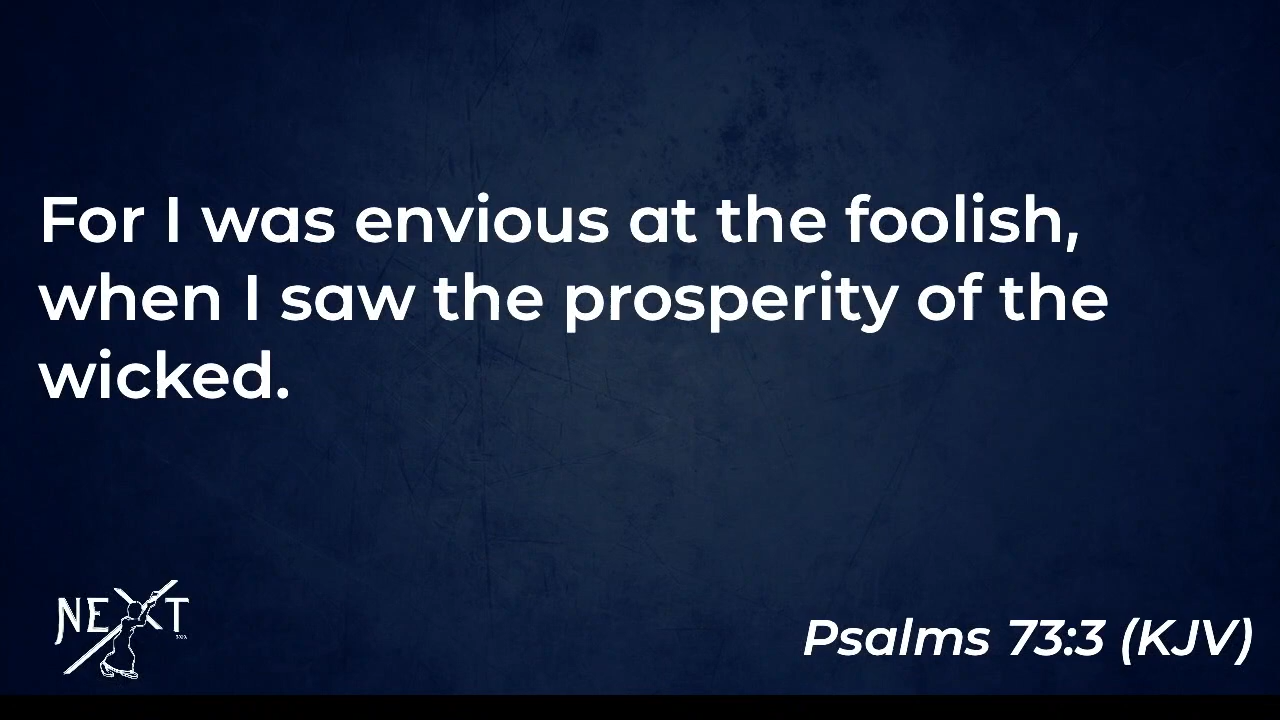 For I was envious at the foolish,
when I saw the prosperity of the
wicked.
NEXT
Psalms 73:3 (KJV)